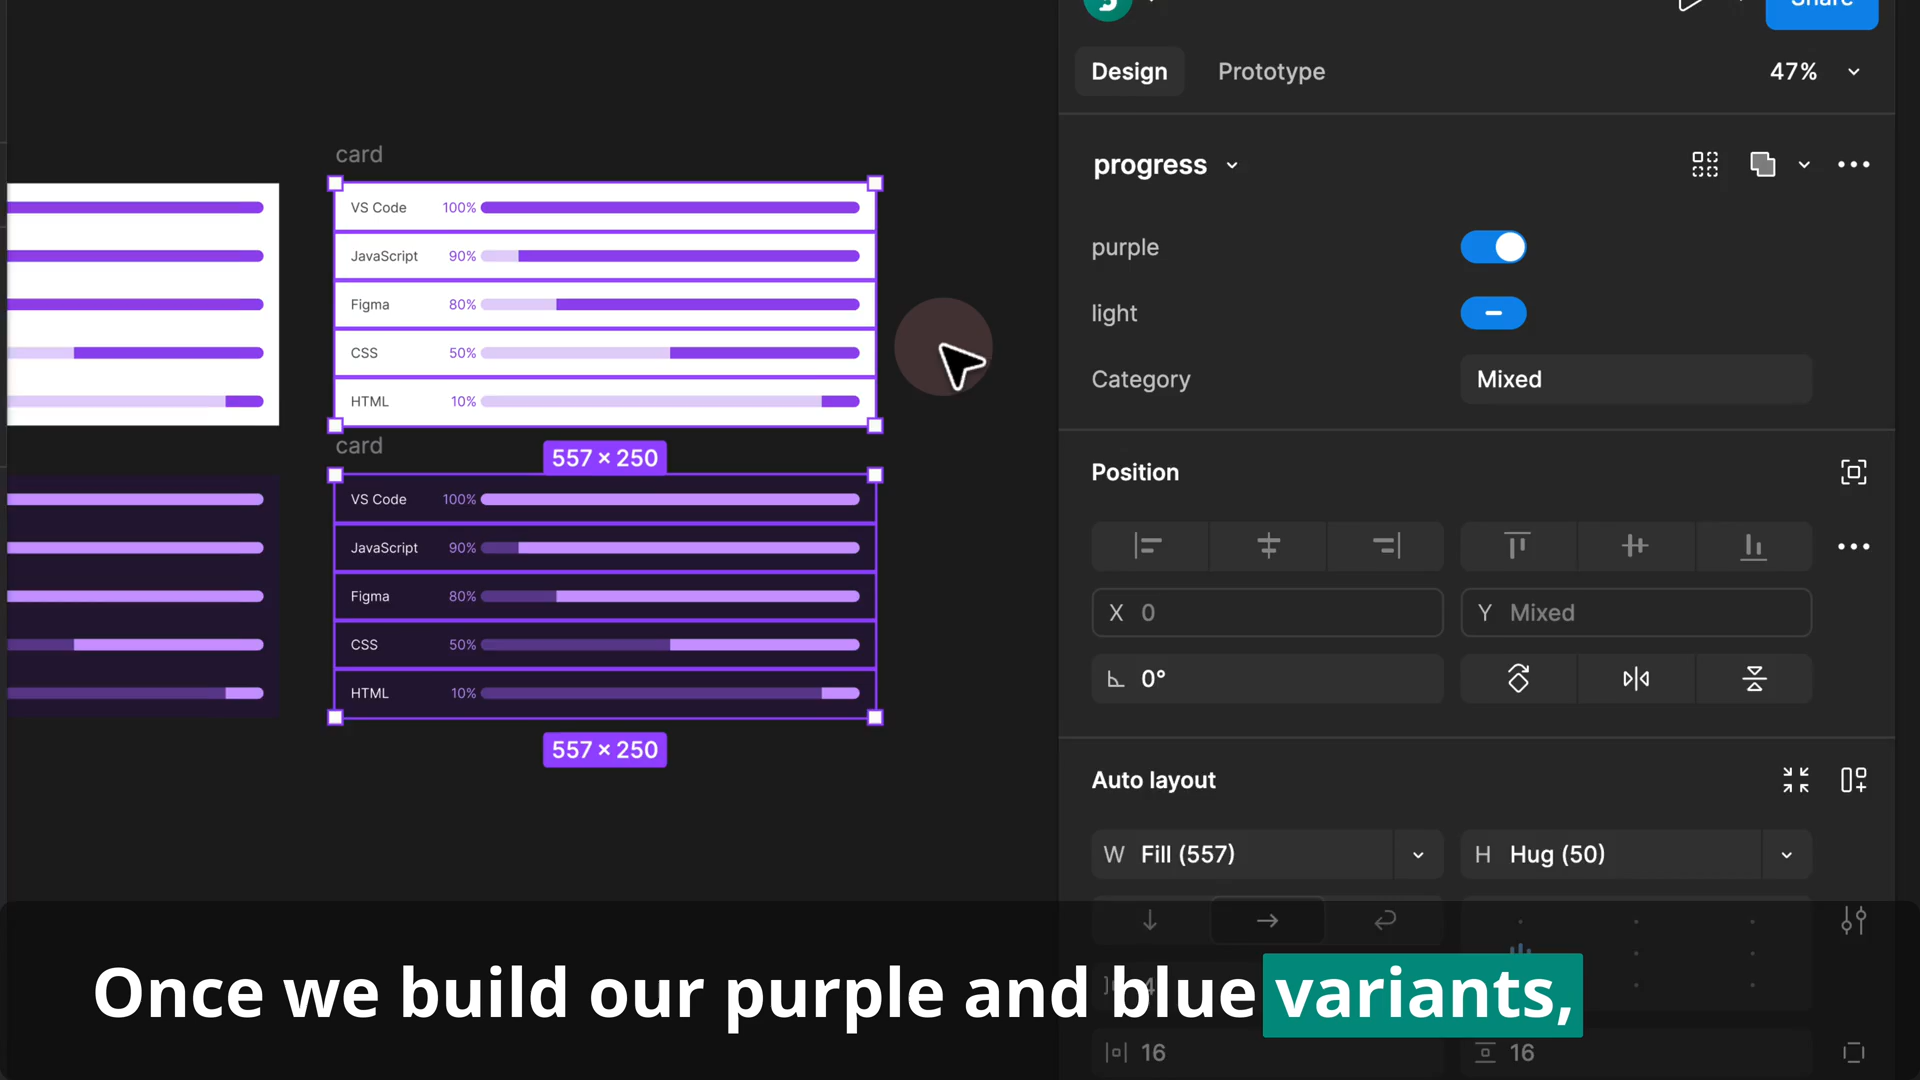 Share
Design
Prototype
47%
card
VS Code 100%
JavaScript 90%
Figma 80%
CSS 50%
HTML 10%
557 × 250
card
VS Code 100%
JavaScript 90%
Figma 80%
CSS 50%
HTML 10%
557 × 250
progress
purple
light
Category
Mixed
Position
X 0
Y Mixed
0°
Auto layout
W Fill (557)
H Hug (50)
16
16
Once we build our purple and blue variants,